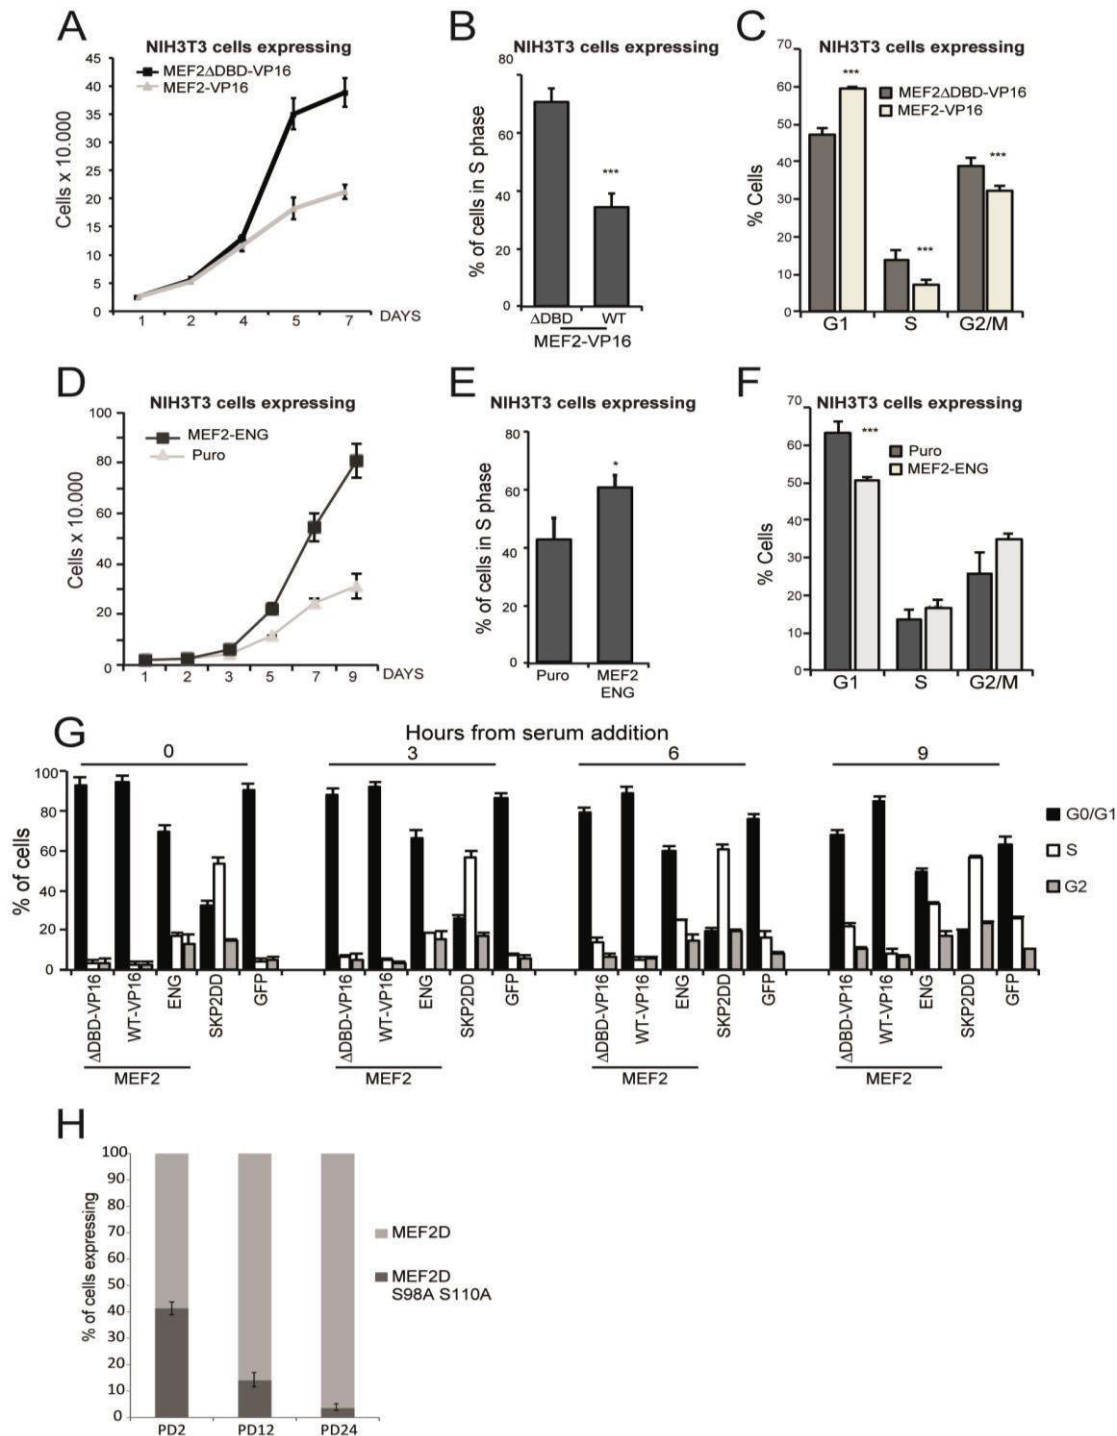 A
NIH3T3 cells expressing
MEF2ΔDBD-VP16
MEF2-VP16
Cells x 10.000
45
40
35
30
25
20
15
10
5
0
1 2 4 5 7 DAYS
B
NIH3T3 cells expressing
% of cells in S phase
80
60
40
20
0
***
ΔDBD WT
MEF2-VP16
C
NIH3T3 cells expressing
MEF2ΔDBD-VP16
MEF2-VP16
% Cells
70
60
50
40
30
20
10
0
***
***
***
G1 S G2/M
D
NIH3T3 cells expressing
MEF2-ENG
Puro
Cells x 10.000
100
80
60
40
20
0
1 2 3 5 7 9 DAYS
E
NIH3T3 cells expressing
% of cells in S phase
80
60
40
20
0
*
Puro MEF2
ENG
F
NIH3T3 cells expressing
Puro
MEF2-ENG
% Cells
70
60
50
40
30
20
10
0
***
G1 S G2/M
G
Hours from serum addition
0 3 6 9
% of cells
100
80
60
40
20
0
G0/G1
S
G2
ΔDBD-VP16 WT-VP16 ENG SKP2DD GFP
MEF2
ΔDBD-VP16 WT-VP16 ENG SKP2DD GFP
MEF2
ΔDBD-VP16 WT-VP16 ENG SKP2DD GFP
MEF2
ΔDBD-VP16 WT-VP16 ENG SKP2DD GFP
MEF2
H
% of cells expressing
100
90
80
70
60
50
40
30
20
10
0
MEF2D
MEF2D
S98A S110A
PD2 PD12 PD24